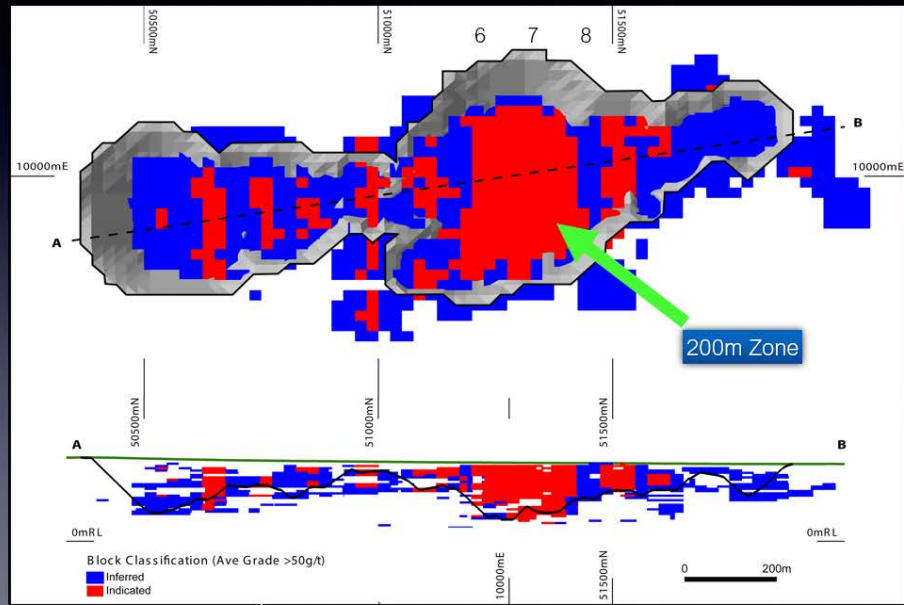 50500mN
51000mN
51500mN
6 7 8
B
10000mE
10000mE
A
200m Zone
50500mN
51000mN
51500mN
A
B
0mRL
0mRL
Block Classification (Ave Grade >50g/t)
Inferred
Indicated
10000mE
51500mN
0 200m